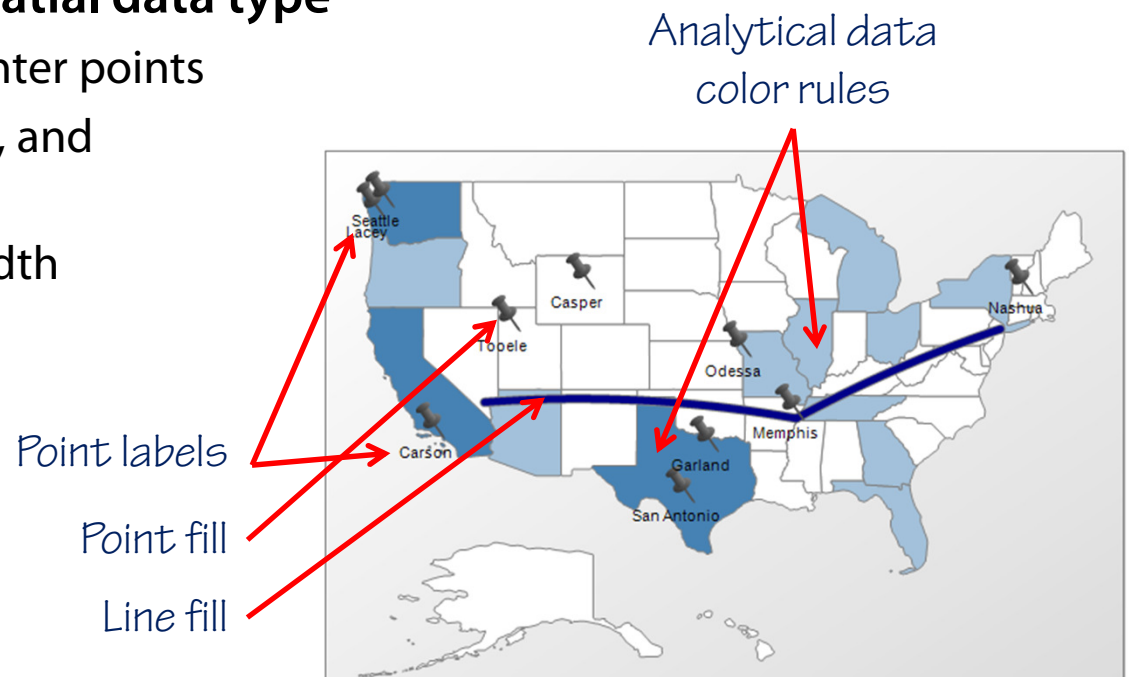 atial data type
nter points
, and
dth
Analytical data
color rules
Seattle
Lacey
Casper
Tooele
Nashua
Odessa
Memphis
Carson
Garland
San Antonio
Point labels
Point fill
Line fill